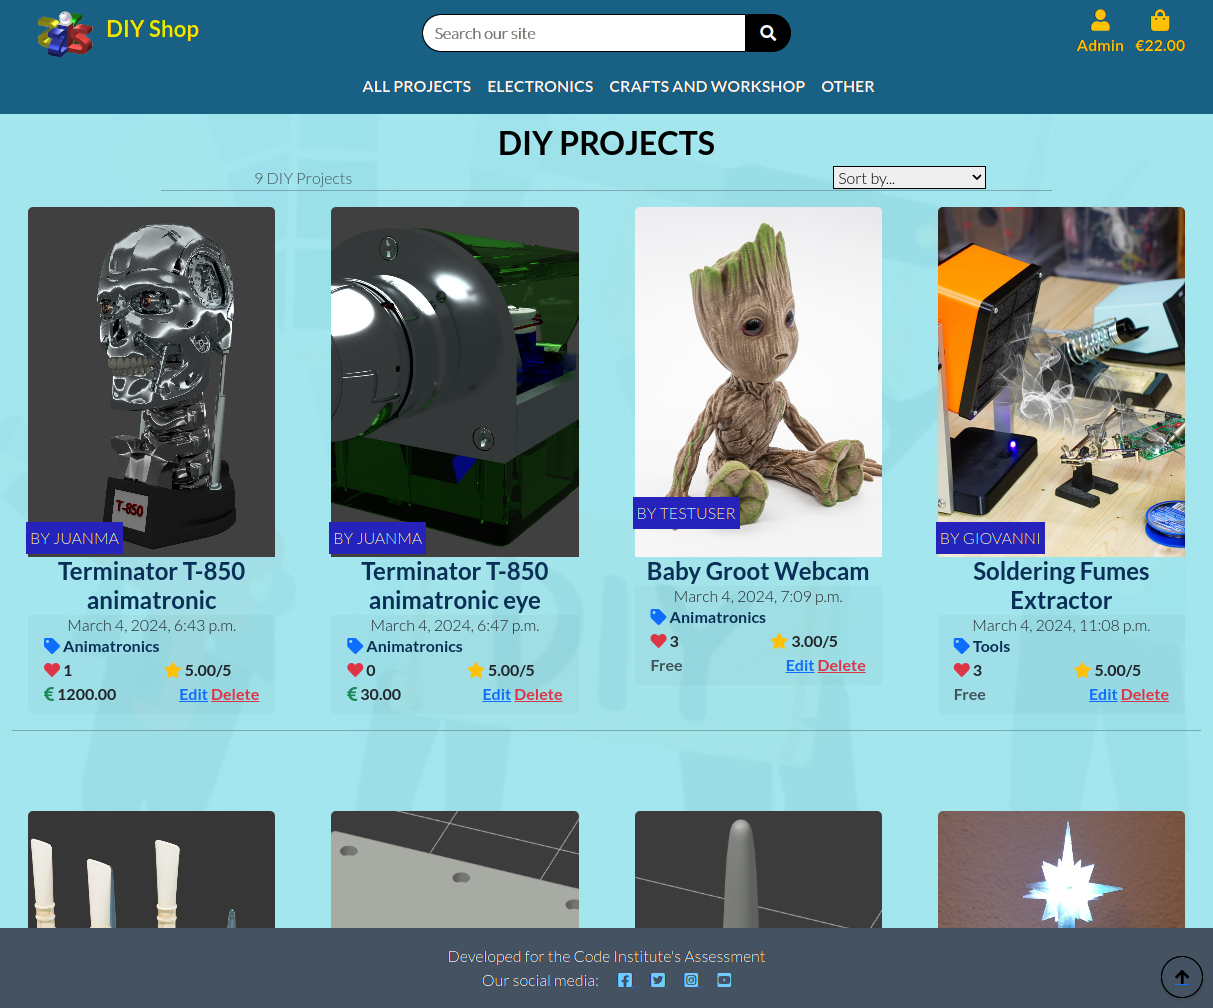 DIY Shop
Search our site
Admin
€22.00
ALL PROJECTS ELECTRONICS CRAFTS AND WORKSHOP OTHER
DIY PROJECTS
9 DIY Projects
Sort by...
T-850
BY JUANMA
Terminator T-850
animatronic
March 4, 2024, 6:43 p.m.
Animatronics
1 5.00/5
€ 1200.00 Edit Delete
BY JUANMA
Terminator T-850
animatronic eye
March 4, 2024, 6:47 p.m.
Animatronics
0 5.00/5
€ 30.00 Edit Delete
BY TESTUSER
Baby Groot Webcam
March 4, 2024, 7:09 p.m.
Animatronics
3 3.00/5
Free Edit Delete
BY GIOVANNI
Soldering Fumes
Extractor
March 4, 2024, 11:08 p.m.
Tools
3 5.00/5
Free Edit Delete
DIY
Developed for the Code Institute's Assessment
Our social media: